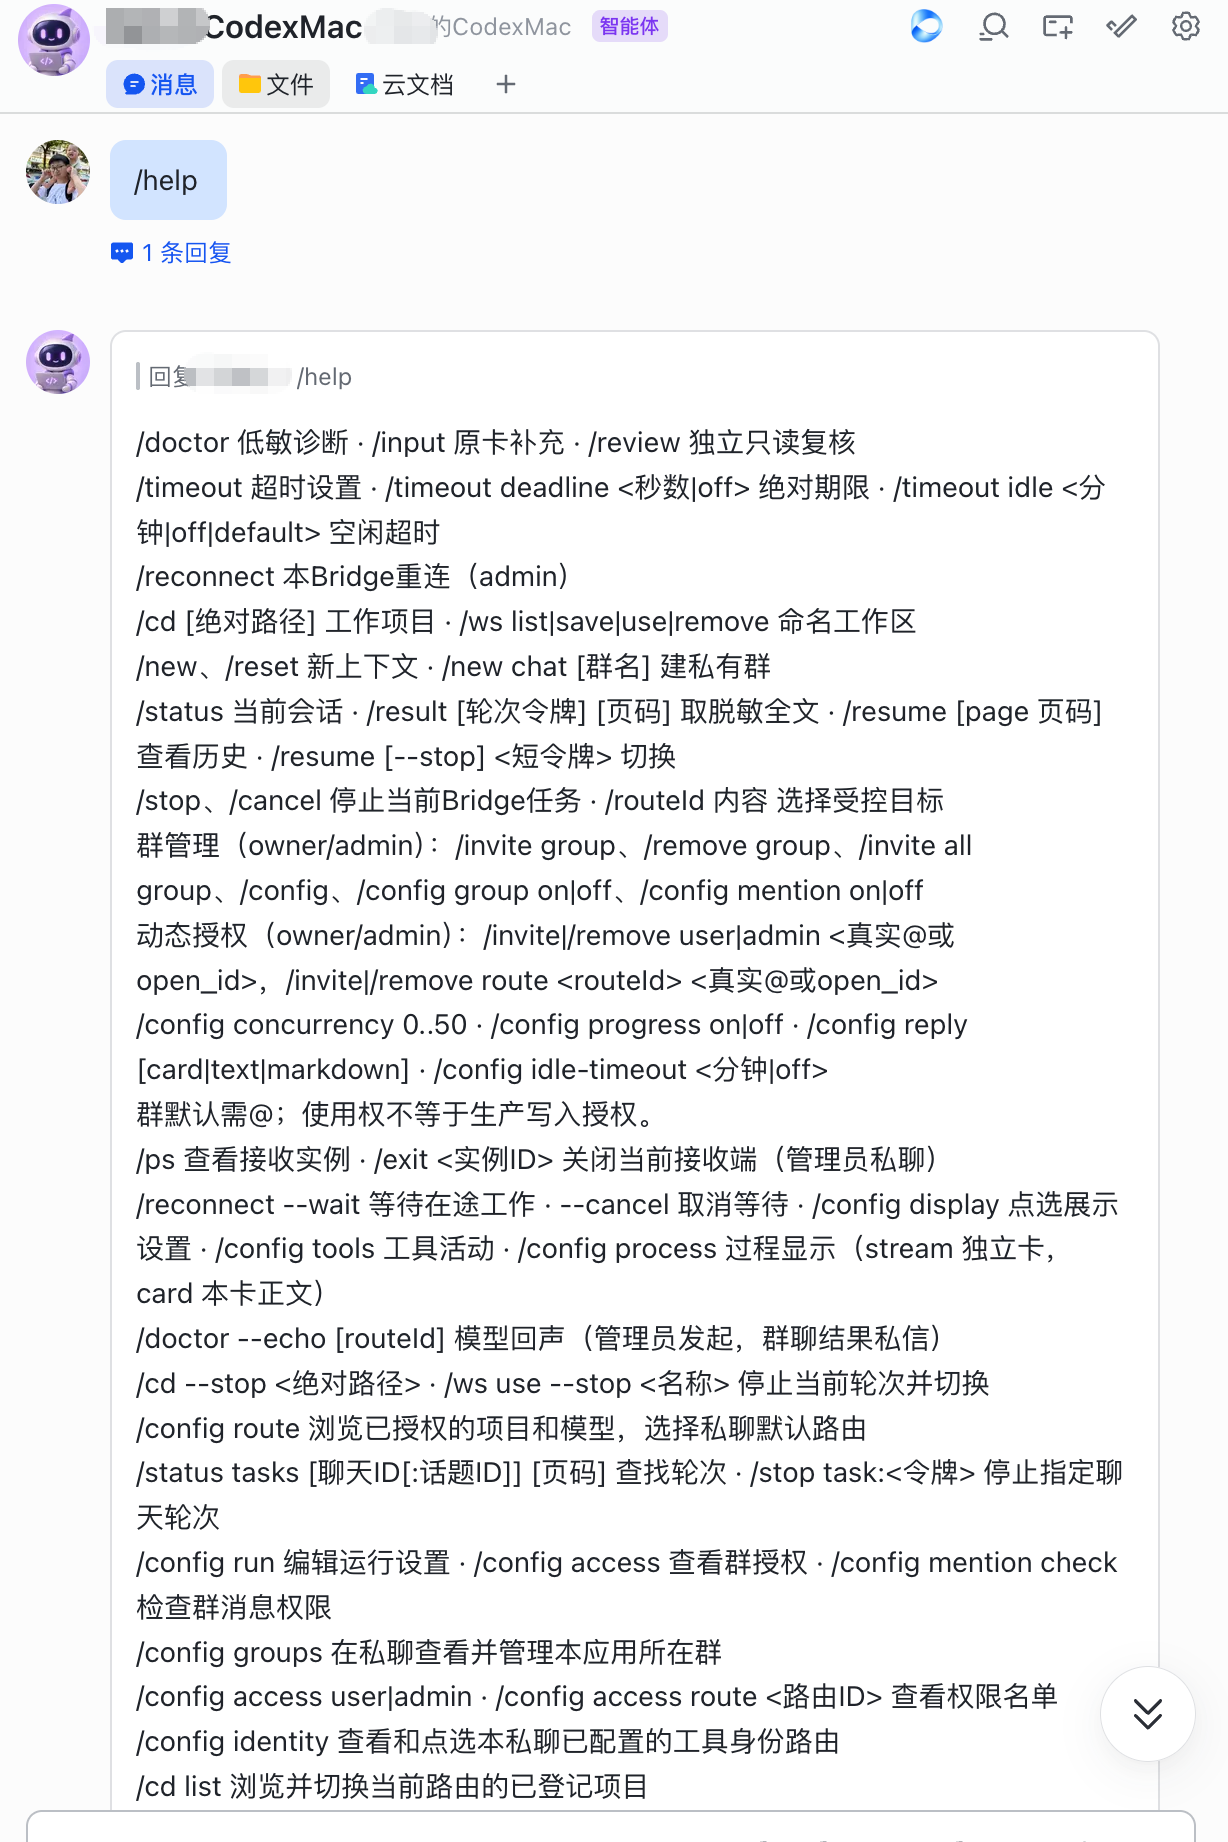 CodexMac 的CodexMac 智能体
消息 文件 云文档
/help
1 条回复
回复 /help
/doctor 低敏诊断 · /input 原卡补充 · /review 独立只读复核
/timeout 超时设置 · /timeout deadline <秒数|off> 绝对期限 · /timeout idle <分
钟|off|default> 空闲超时
/reconnect 本Bridge重连（admin）
/cd [绝对路径] 工作项目 · /ws list|save|use|remove 命名工作区
/new、/reset 新上下文 · /new chat [群名] 建私有群
/status 当前会话 · /result [轮次令牌] [页码] 取脱敏全文 · /resume [page 页码]
查看历史 · /resume [--stop] <短令牌> 切换
/stop、/cancel 停止当前Bridge任务 · /routeId 内容 选择受控目标
群管理（owner/admin）：/invite group、/remove group、/invite all
group、/config、/config group on|off、/config mention on|off
动态授权（owner/admin）：/invite|/remove user|admin <真实@或
open_id>，/invite|/remove route <routeId> <真实@或open_id>
/config concurrency 0..50 · /config progress on|off · /config reply
[card|text|markdown] · /config idle-timeout <分钟|off>
群默认需@；使用权不等于生产写入授权。
/ps 查看接收实例 · /exit <实例ID> 关闭当前接收端（管理员私聊）
/reconnect --wait 等待在途工作 · --cancel 取消等待 · /config display 点选展示
设置 · /config tools 工具活动 · /config process 过程显示（stream 独立卡，
card 本卡正文）
/doctor --echo [routeId] 模型回声（管理员发起，群聊结果私信）
/cd --stop <绝对路径> · /ws use --stop <名称> 停止当前轮次并切换
/config route 浏览已授权的项目和模型，选择私聊默认路由
/status tasks [聊天ID[:话题ID]] [页码] 查找轮次 · /stop task:<令牌> 停止指定聊
天轮次
/config run 编辑运行设置 · /config access 查看群授权 · /config mention check
检查群消息权限
/config groups 在私聊查看并管理本应用所在群
/config access user|admin · /config access route <路由ID> 查看权限名单
/config identity 查看和点选本私聊已配置的工具身份路由
/cd list 浏览并切换当前路由的已登记项目